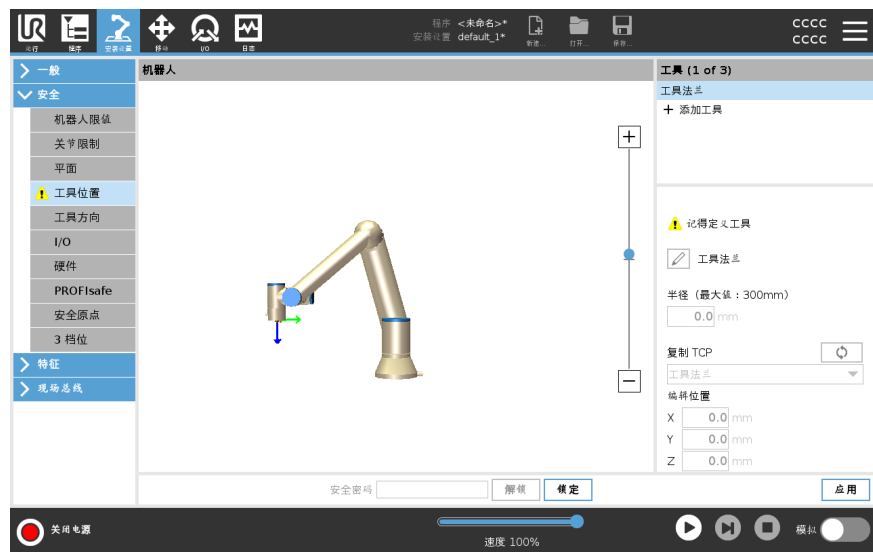 UR
运行 程序 安装设置 移动 I/O 日志
程序 <未命名>*
安装设置 default_1*
新建... 打开... 保存...
CCCC
CCCC
一般
安全
机器人限值
关节限制
平面
工具位置
工具方向
I/O
硬件
PROFIsafe
安全原点
3 档位
特征
现场总线
机器人
工具 (1 of 3)
工具法兰
+ 添加工具
记得定义工具
工具法兰
半径（最大值：300mm）
0.0 mm
复制 TCP
工具法兰
编辑位置
X 0.0 mm
Y 0.0 mm
Z 0.0 mm
安全密码 解锁 锁定 应用
关闭电源
速度 100%
模拟